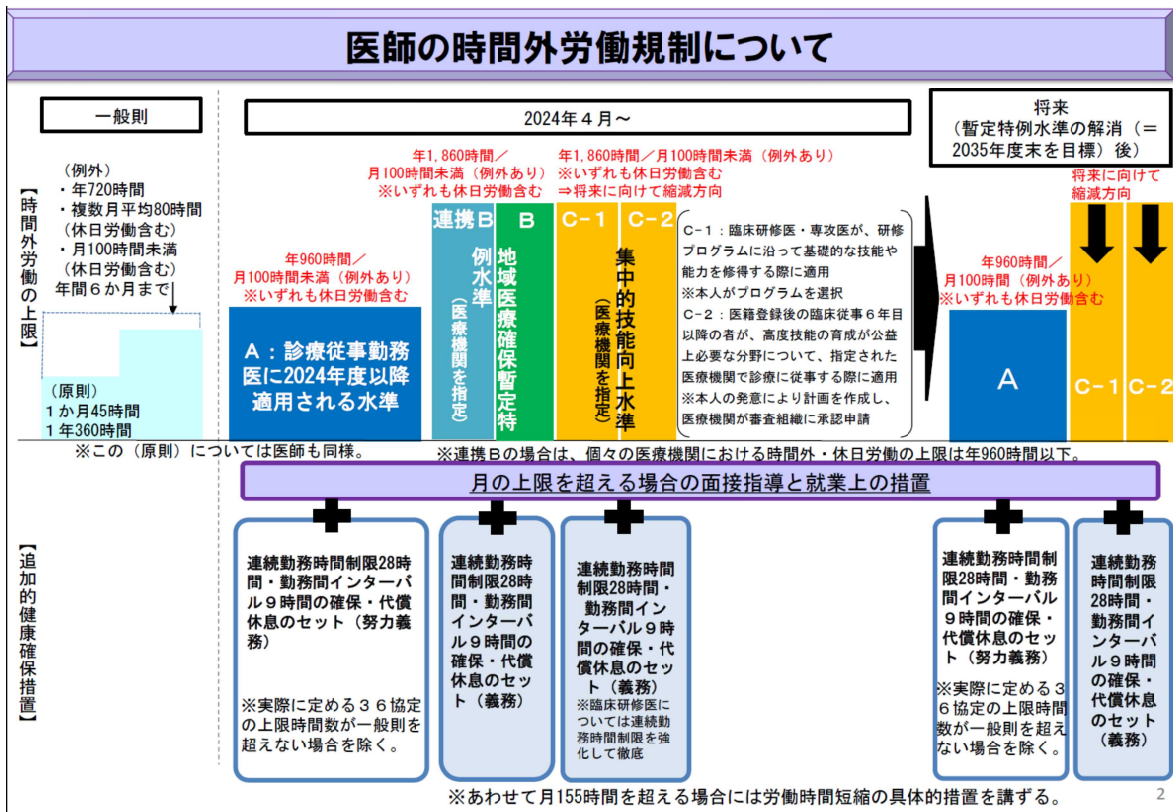 医師の時間外労働規制について
一般則
2024年４月～
将来
（暫定特例水準の解消（＝
2035年度末を目標）後）
【時間外労働の上限】
（例外）
・年720時間
・複数月平均80時間
（休日労働含む）
・月100時間未満
（休日労働含む）
年間６か月まで
（原則）
１か月45時間
１年360時間
※この（原則）については医師も同様。
年960時間／
月100時間未満（例外あり）
※いずれも休日労働含む
Ａ：診療従事勤務
医に2024年度以降
適用される水準
年1,860時間／
月100時間未満（例外あり）
※いずれも休日労働含む
連携Ｂ
Ｂ
地域医療確保暫定特
例水準
（医療機関を指定）
年1,860時間／月100時間未満（例外あり）
※いずれも休日労働含む
⇒将来に向けて縮減方向
Ｃ-１
Ｃ-２
集中的技能向上水準
（医療機関を指定）
Ｃ-１：臨床研修医・専攻医が、研修
プログラムに沿って基礎的な技能や
能力を修得する際に適用
※本人がプログラムを選択
Ｃ-２：医籍登録後の臨床従事６年目
以降の者が、高度技能の育成が公益
上必要な分野について、指定された
医療機関で診療に従事する際に適用
※本人の発意により計画を作成し、
医療機関が審査組織に承認申請
年960時間／
月100時間（例外あり）
※いずれも休日労働含む
Ａ
将来に向けて
縮減方向
Ｃ-１
Ｃ-２
※連携Ｂの場合は、個々の医療機関における時間外・休日労働の上限は年960時間以下。
月の上限を超える場合の面接指導と就業上の措置
【追加的健康確保措置】
連続勤務時間制限28時
間・勤務間インターバ
ル９時間の確保・代償
休息のセット（努力義
務）
※実際に定める３６協定
の上限時間数が一般則を
超えない場合を除く。
連続勤務時
間制限28時
間・勤務間
インターバ
ル９時間の
確保・代償
休息のセッ
ト（義務）
連続勤務時間
制限28時間・
勤務間イン
ターバル９時
間の確保・代
償休息のセッ
ト（義務）
※臨床研修医に
ついては連続勤
務時間制限を強
化して徹底
連続勤務時間制
限28時間・勤務
間インターバル
９時間の確保・
代償休息のセッ
ト（努力義務）
※実際に定める３
６協定の上限時間
数が一般則を超え
ない場合を除く。
連続勤務
時間制限
28時間・
勤務間イ
ンターバ
ル９時間
の確保・
代償休息
のセット
（義務）
※あわせて月155時間を超える場合には労働時間短縮の具体的措置を講ずる。
2